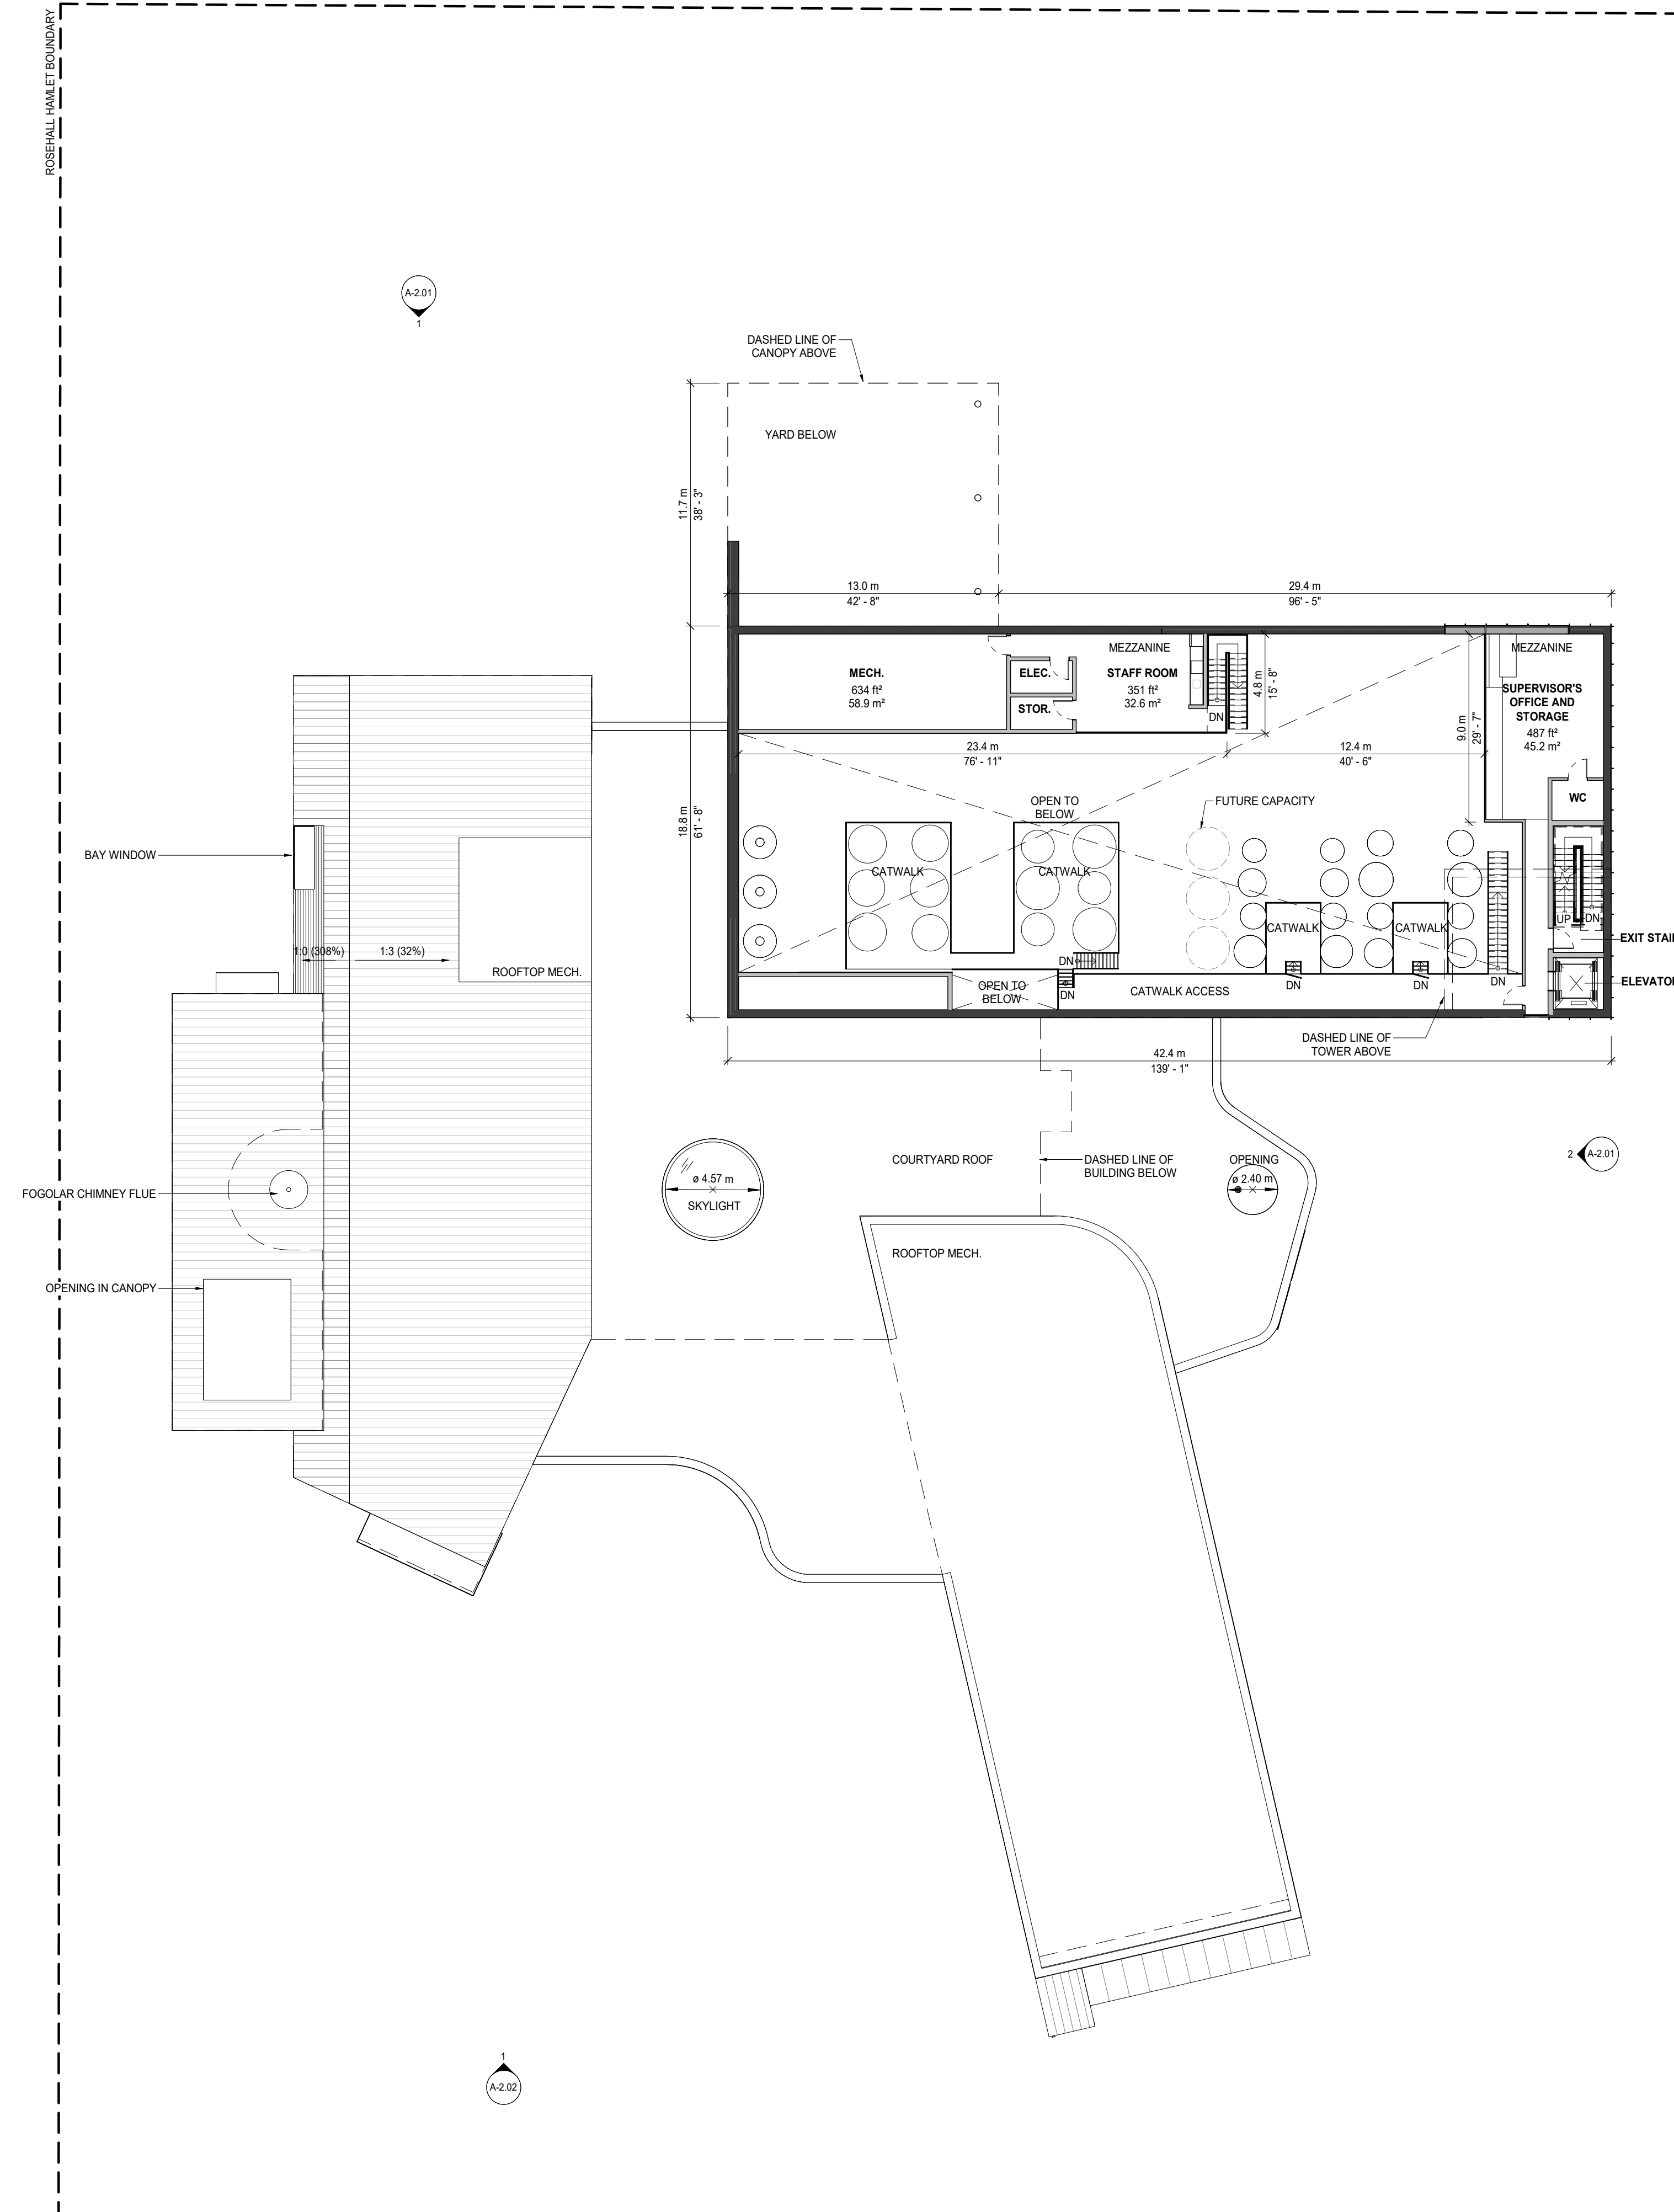 ROSEHALL HAMLET BOUNDARY
A-2.01
1
DASHED LINE OF
CANOPY ABOVE
YARD BELOW
11.7 m
38' - 3"
13.0 m
42' - 8"
29.4 m
96' - 5"
MECH.
634 ft²
58.9 m²
ELEC.
STOR.
MEZZANINE
STAFF ROOM
351 ft²
32.6 m²
DN
4.8 m
15' - 8"
MEZZANINE
SUPERVISOR'S
OFFICE AND
STORAGE
487 ft²
45.2 m²
9.0 m
29' - 7"
23.4 m
76' - 11"
12.4 m
40' - 6"
WC
18.8 m
61' - 8"
OPEN TO
BELOW
FUTURE CAPACITY
CATWALK
CATWALK
CATWALK
CATWALK
UP
DN
EXIT STAI
ELEVATO
DN
OPEN TO
BELOW
DN
CATWALK ACCESS
DN
DN
DN
DASHED LINE OF
TOWER ABOVE
42.4 m
139' - 1"
BAY WINDOW
1:0 (308%)
1:3 (32%)
ROOFTOP MECH.
FOGOLAR CHIMNEY FLUE
OPENING IN CANOPY
ø 4.57 m
SKYLIGHT
COURTYARD ROOF
DASHED LINE OF
BUILDING BELOW
OPENING
ø 2.40 m
2
A-2.01
ROOFTOP MECH.
1
A-2.02